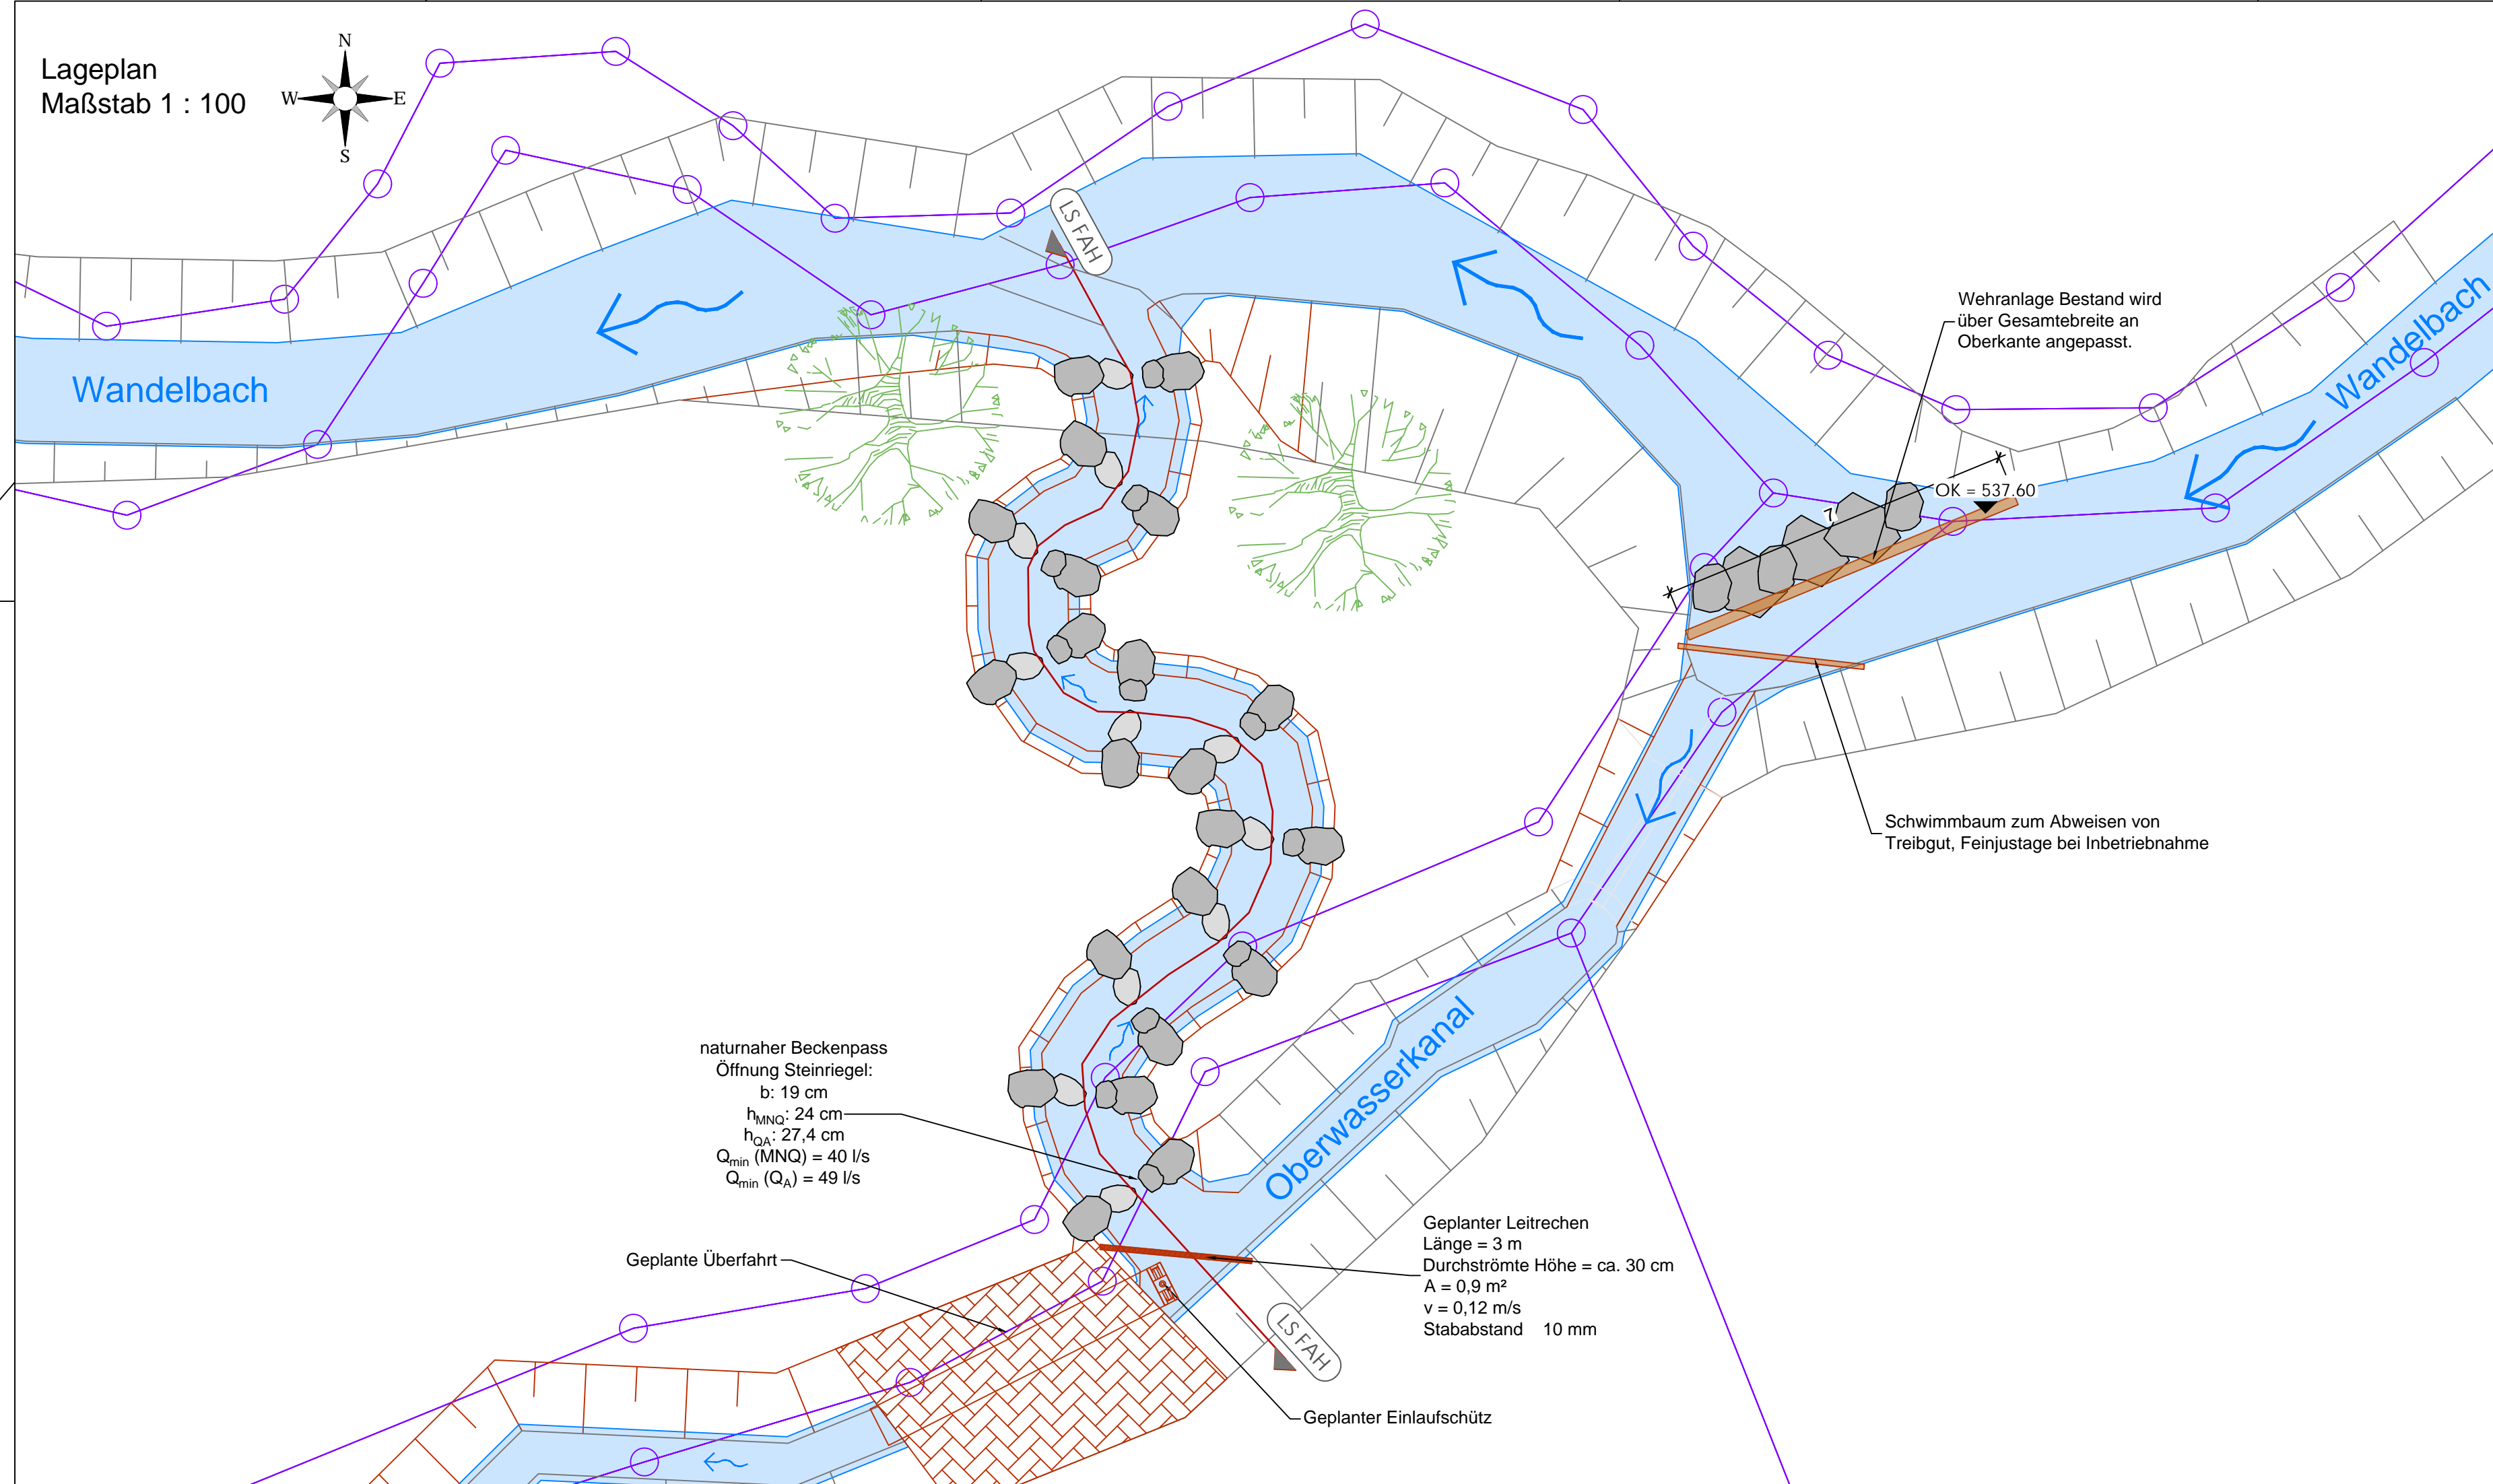 Lageplan
Maßstab 1 : 100
N
W
E
S
LS FAH
Wandelbach
Wandelbach
Wehranlage Bestand wird
über Gesamtebreite an
Oberkante angepasst.
OK = 537.60
7
Schwimmbaum zum Abweisen von
Treibgut, Feinjustage bei Inbetriebnahme
naturnaher Beckenpass
Öffnung Steinriegel:
b: 19 cm
hMNQ: 24 cm
hQA: 27,4 cm
Qmin (MNQ) = 40 l/s
Qmin (QA) = 49 l/s
Oberwasserkanal
Geplante Überfahrt
Geplanter Leitrechen
Länge = 3 m
Durchströmte Höhe = ca. 30 cm
A = 0,9 m²
v = 0,12 m/s
Stababstand 10 mm
LS FAH
Geplanter Einlaufschütz